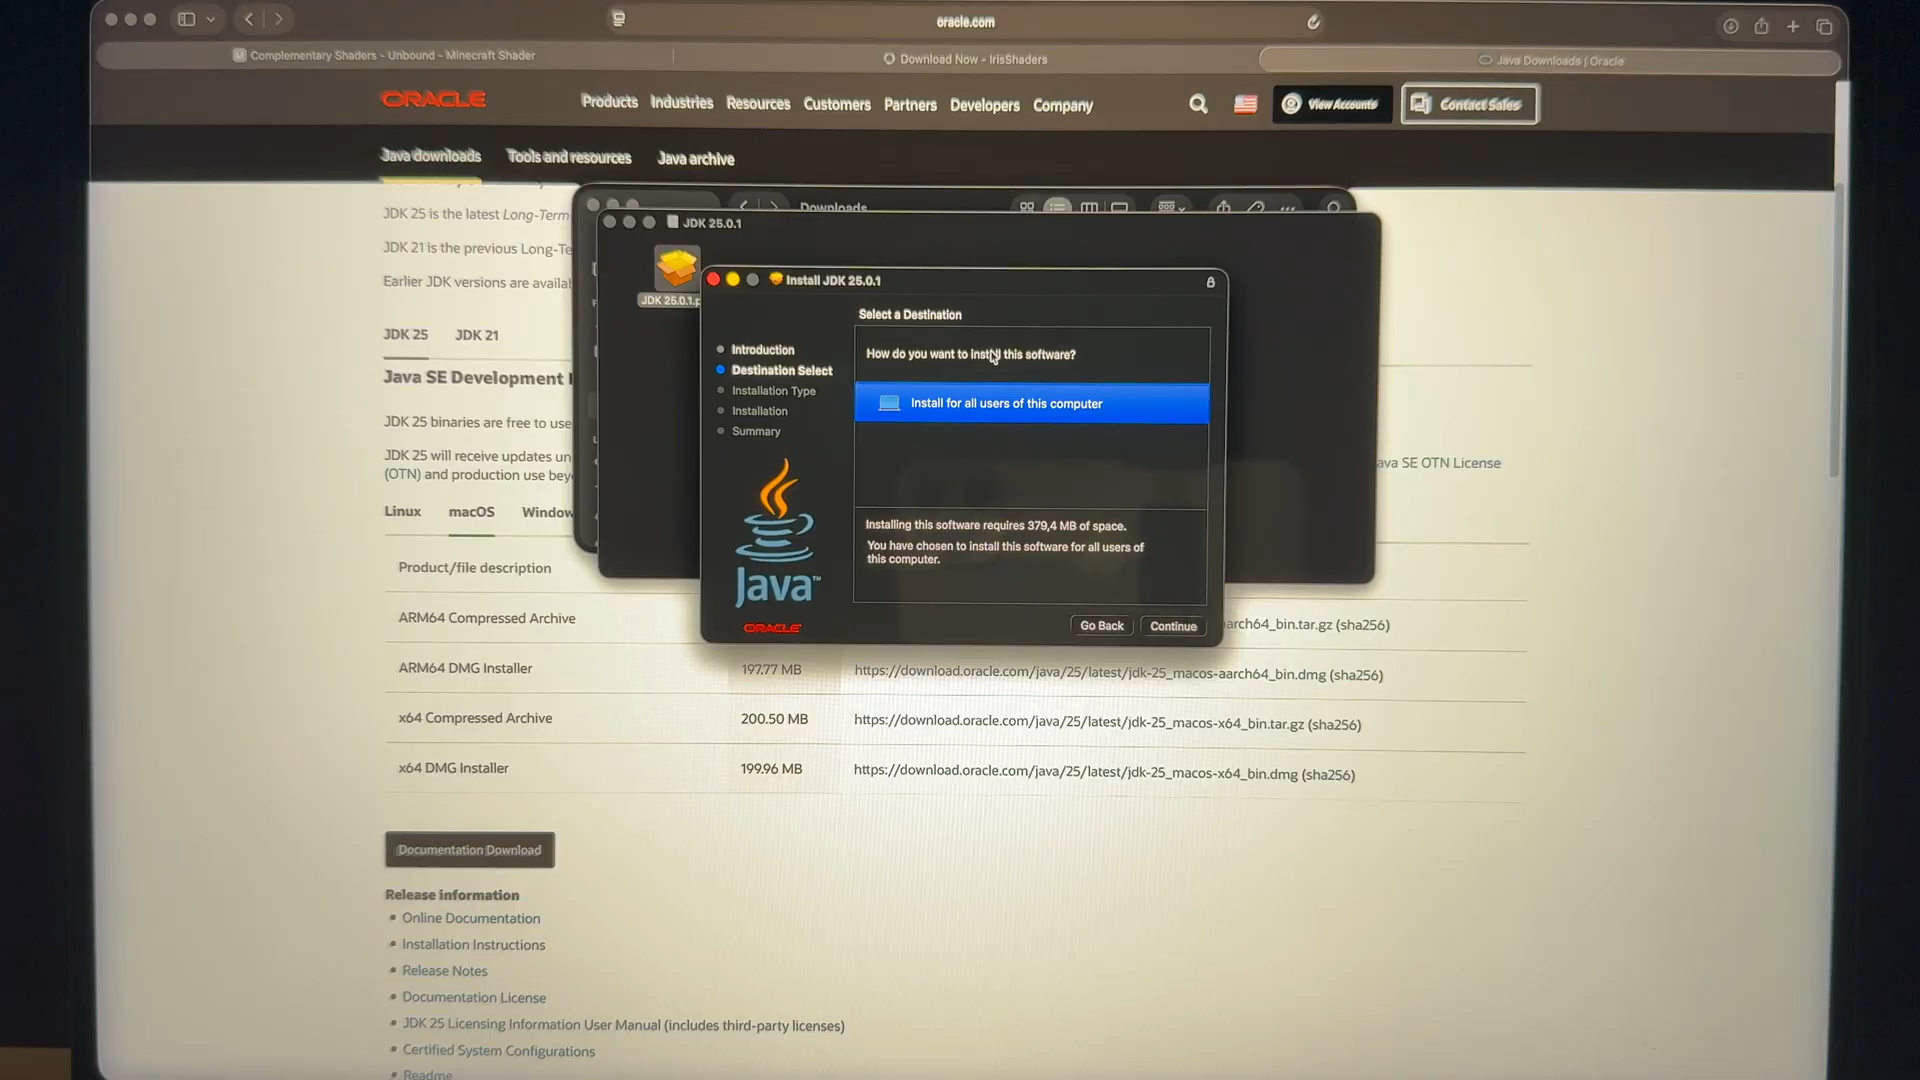 oracle.com
Complementary Shaders - Unbound - Minecraft Shader
Download Now - IrisShaders
Java Downloads | Oracle
ORACLE
Products Industries Resources Customers Partners Developers Company
View Accounts
Contact Sales
Java downloads Tools and resources Java archive
JDK 25 is the latest Long-Term
JDK 21 is the previous Long-Te
Earlier JDK versions are availa
JDK 25 JDK 21
Java SE Development
JDK 25 binaries are free to use
JDK 25 will receive updates un
ava SE OTN License
(OTN) and production use bey
Linux macOS Window
Product/file description
ARM64 Compressed Archive
arch64_bin.tar.gz (sha256)
ARM64 DMG Installer 197.77 MB https://download.oracle.com/java/25/latest/jdk-25_macos-aarch64_bin.dmg (sha256)
x64 Compressed Archive 200.50 MB https://download.oracle.com/java/25/latest/jdk-25_macos-x64_bin.tar.gz (sha256)
x64 DMG Installer 199.96 MB https://download.oracle.com/java/25/latest/jdk-25_macos-x64_bin.dmg (sha256)
Documentation Download
Release information
Online Documentation
Installation Instructions
Release Notes
Documentation License
JDK 25 Licensing Information User Manual (includes third-party licenses)
Certified System Configurations
Readme
Downloads
JDK 25.0.1
JDK 25.0.1.p
Install JDK 25.0.1
Select a Destination
Introduction
Destination Select
Installation Type
Installation
Summary
How do you want to install this software?
Install for all users of this computer
Installing this software requires 379,4 MB of space.
You have chosen to install this software for all users of
this computer.
Java™
ORACLE
Go Back
Continue